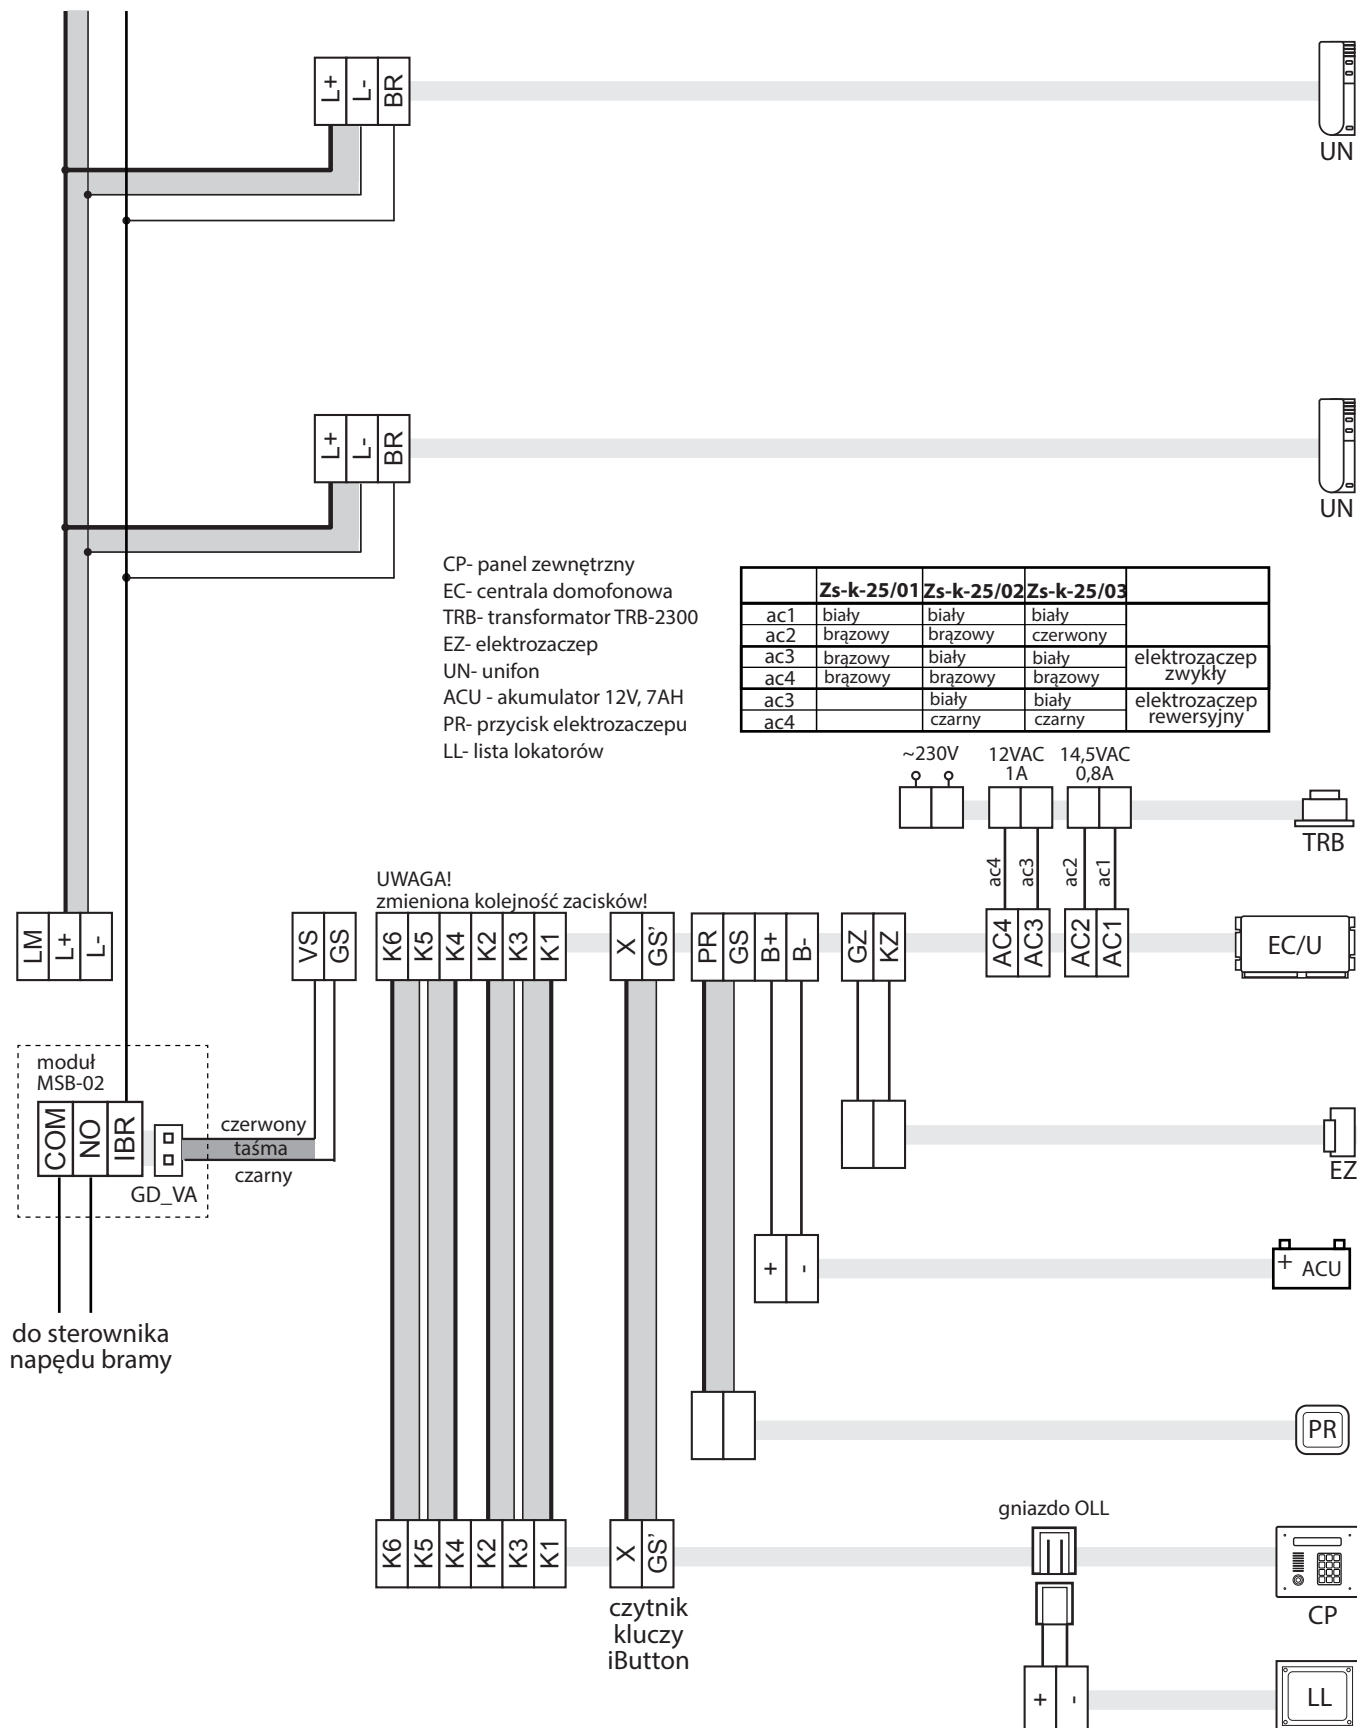 L+ L- BR
UN
L+ L- BR
UN
CP- panel zewnętrzny
EC- centrala domofonowa
TRB- transformator TRB-2300
EZ- elektrozaczep
UN- unifon
ACU - akumulator 12V, 7AH
PR- przycisk elektrozaczepu
LL- lista lokatorów
Zs-k-25/01 Zs-k-25/02 Zs-k-25/03
ac1 biały biały biały
ac2 brązowy brązowy czerwony
ac3 brązowy biały biały elektrozaczep
ac4 brązowy brązowy brązowy zwykły
ac3 biały biały elektrozaczep
ac4 czarny czarny rewersyjny
~230V 12VAC 14,5VAC
1A 0,8A
TRB
ac4 ac3 ac2 ac1
UWAGA!
zmieniona kolejność zacisków!
LM L+ L- VS GS K6 K5 K4 K2 K3 K1 X GS' PR GS B+ B- GZ KZ AC4 AC3 AC2 AC1 EC/U
moduł
MSB-02
COM NO IBR
czerwony
taśma
czarny
GD_VA
EZ
+ - + ACU
do sterownika
napędu bramy
PR
gniazdo OLL
K6 K5 K4 K2 K3 K1 X GS'
CP
czytnik
kluczy
iButton
+ - LL